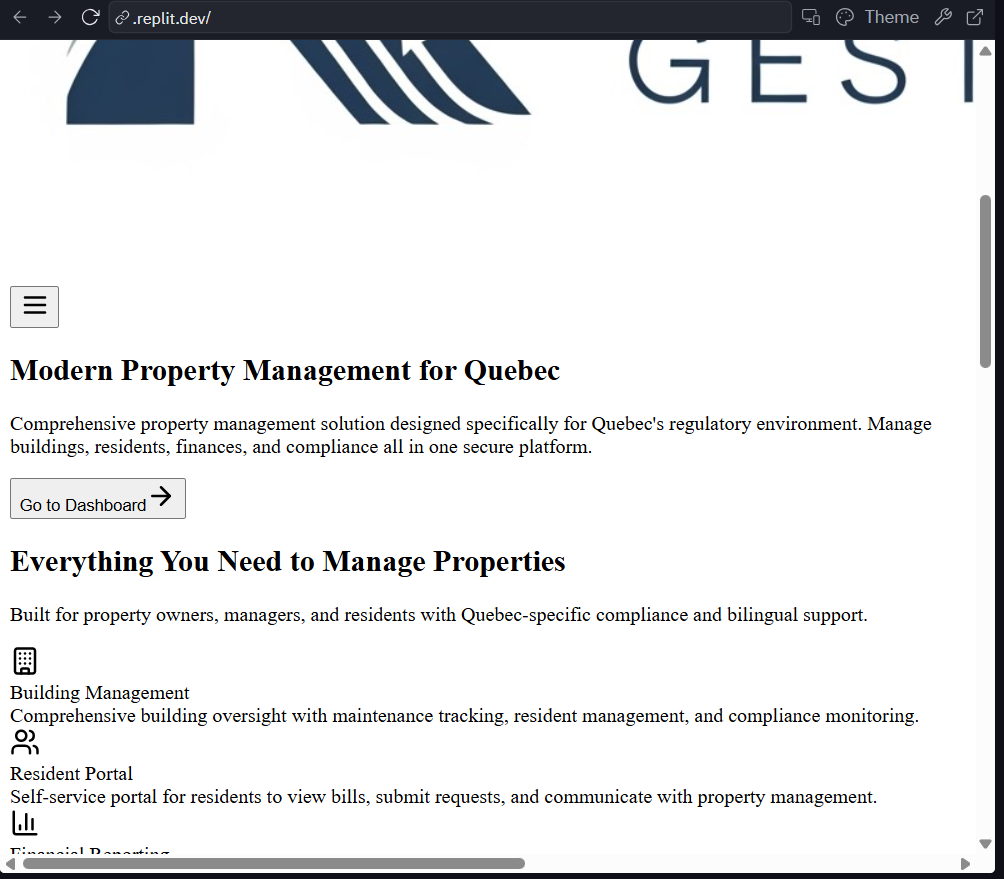 .replit.dev/
Theme
GEST
Modern Property Management for Quebec
Comprehensive property management solution designed specifically for Quebec's regulatory environment. Manage
buildings, residents, finances, and compliance all in one secure platform.
Go to Dashboard
Everything You Need to Manage Properties
Built for property owners, managers, and residents with Quebec-specific compliance and bilingual support.
Building Management
Comprehensive building oversight with maintenance tracking, resident management, and compliance monitoring.
Resident Portal
Self-service portal for residents to view bills, submit requests, and communicate with property management.
Financial Reporting